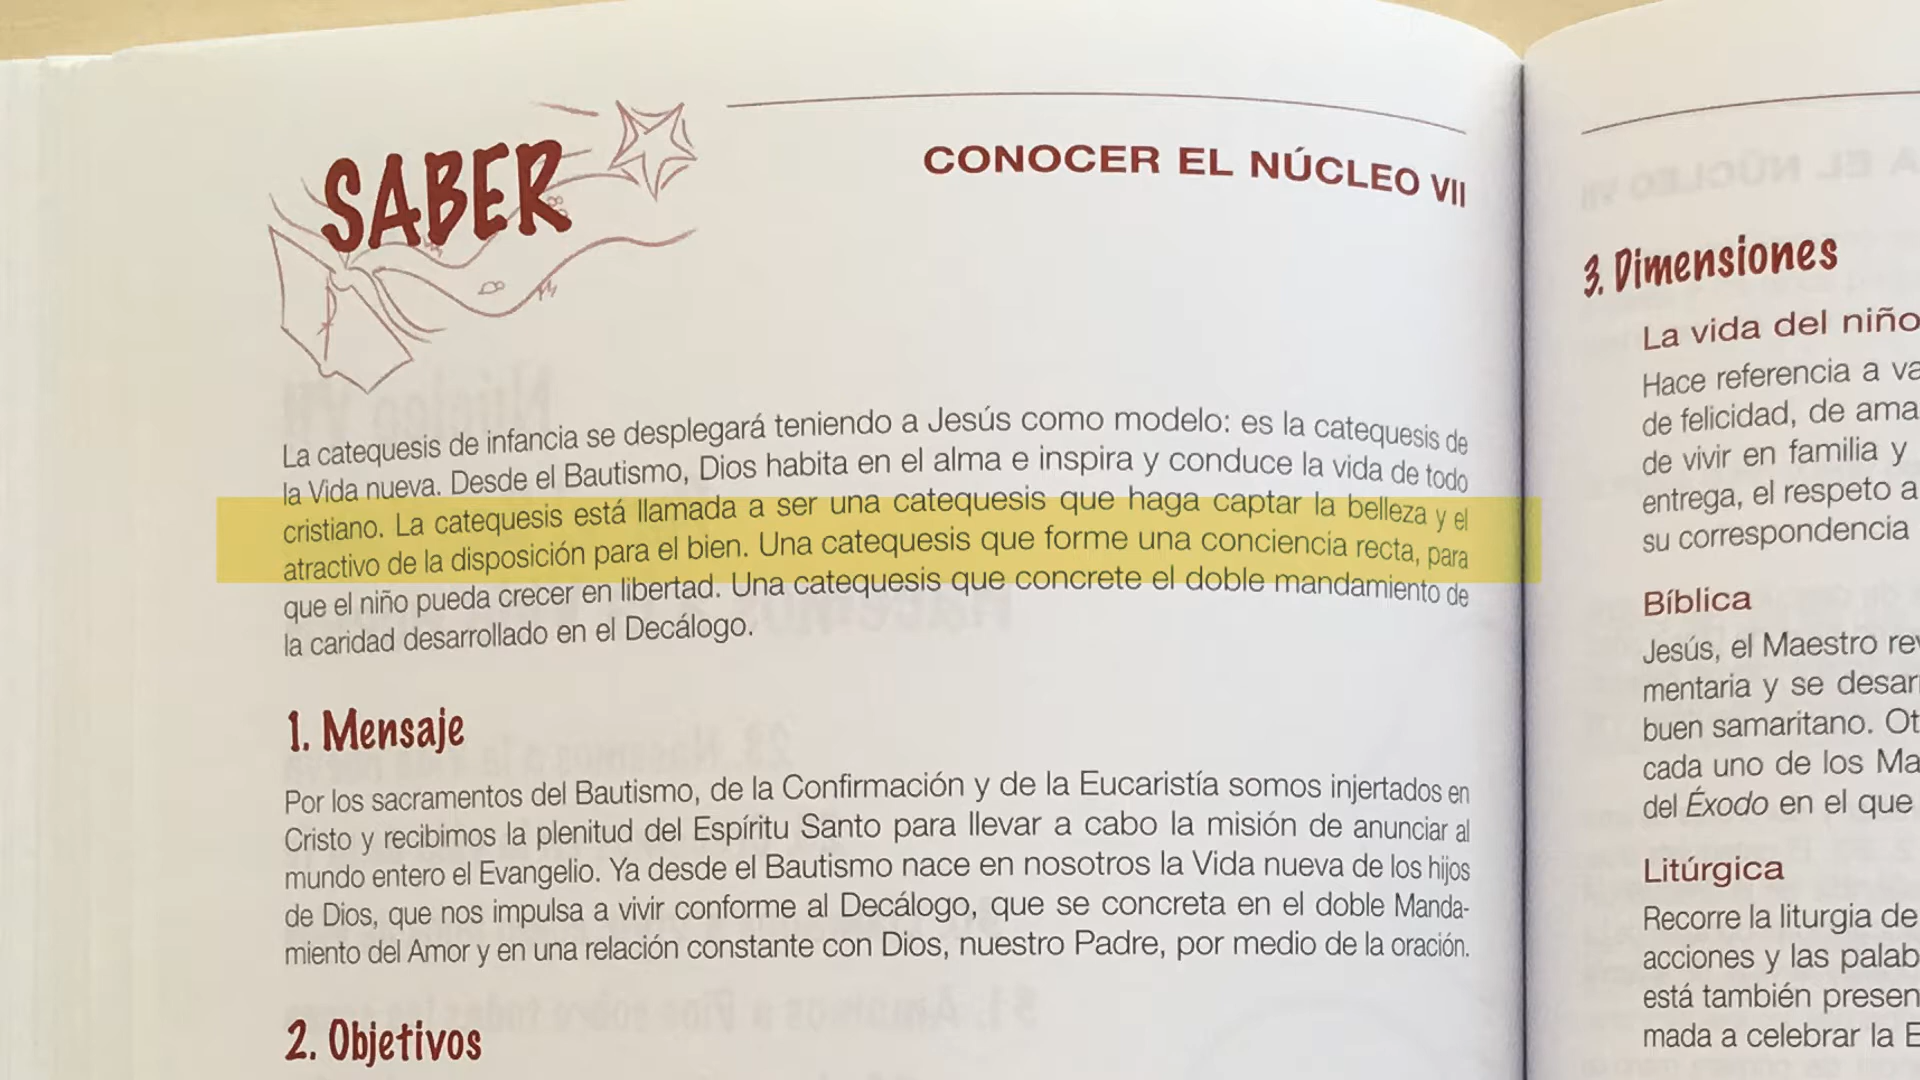 SABER
CONOCER EL NÚCLEO VII
La catequesis de infancia se desplegará teniendo a Jesús como modelo: es la catequesis de
la Vida nueva. Desde el Bautismo, Dios habita en el alma e inspira y conduce la vida de todo
cristiano. La catequesis está llamada a ser una catequesis que haga captar la belleza y el
atractivo de la disposición para el bien. Una catequesis que forme una conciencia recta, para
que el niño pueda crecer en libertad. Una catequesis que concrete el doble mandamiento de
la caridad desarrollado en el Decálogo.
1. Mensaje
Por los sacramentos del Bautismo, de la Confirmación y de la Eucaristía somos injertados en
Cristo y recibimos la plenitud del Espíritu Santo para llevar a cabo la misión de anunciar al
mundo entero el Evangelio. Ya desde el Bautismo nace en nosotros la Vida nueva de los hijos
de Dios, que nos impulsa a vivir conforme al Decálogo, que se concreta en el doble Manda-
miento del Amor y en una relación constante con Dios, nuestro Padre, por medio de la oración.
2. Objetivos
3. Dimensiones
La vida del niño
Hace referencia a
de felicidad, de
de vivir en familia y
entrega, el respeto a
su correspondencia
Bíblica
Jesús, el Maestro
mentaria y se
buen samaritano.
cada uno de los
del Éxodo en el que
Litúrgica
Recorre la liturgia de
acciones y las
está también
mada a celebrar la